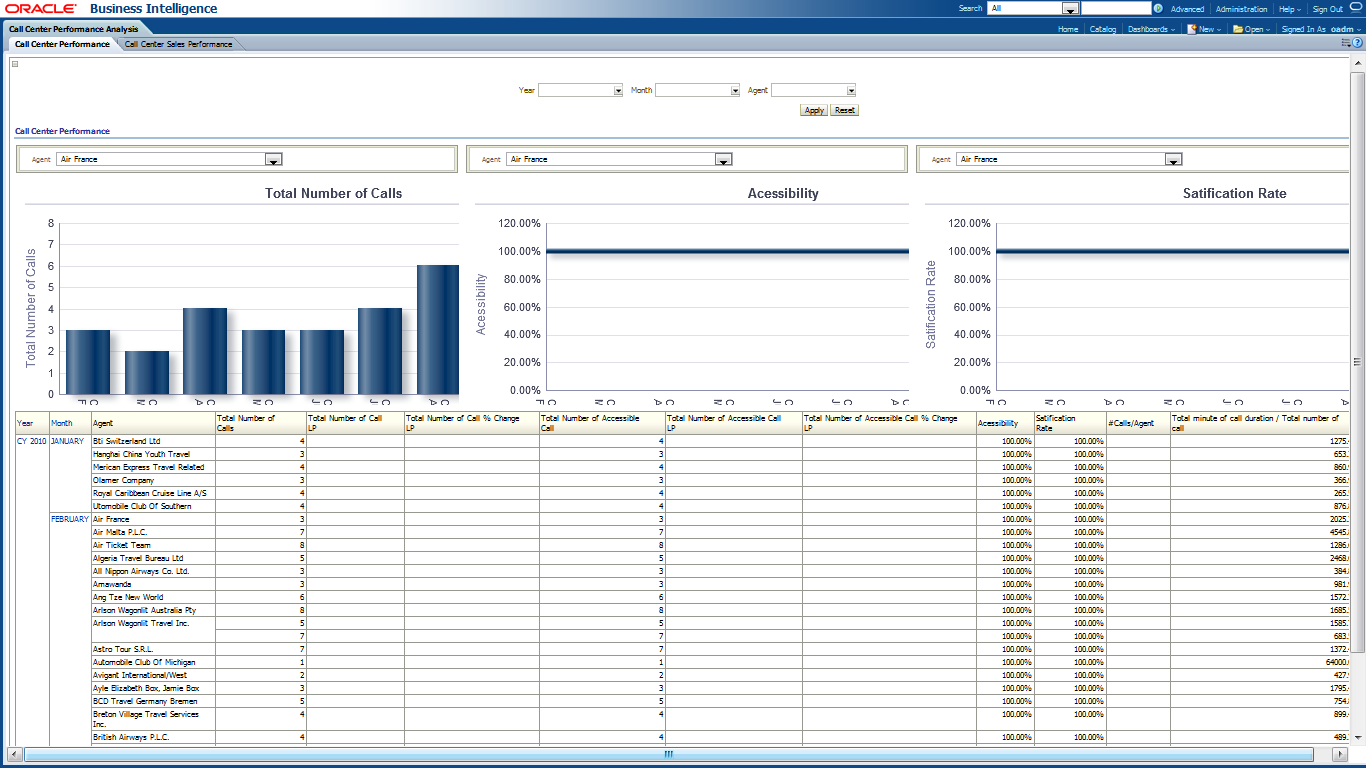 ORACLE Business Intelligence
Search All Advanced Administration Help Sign Out
Call Center Performance Analysis
Home Catalog Dashboards New Open Signed In As oadm
Call Center Performance Call Center Sales Performance
Year Month Agent
Apply Reset
Call Center Performance
Agent Air France Agent Air France Agent Air France
Total Number of Calls
8
7
6
5
4
3
2
1
0
Total Number of Calls
Acessibility
120.00%
100.00%
80.00%
60.00%
40.00%
20.00%
0.00%
Acessibility
Satification Rate
120.00%
100.00%
80.00%
60.00%
40.00%
20.00%
0.00%
Satification Rate
Year Month Agent Total Number of Calls Total Number of Call LP Total Number of Call % Change LP Total Number of Accessible Call Total Number of Accessible Call LP Total Number of Accessible Call % Change LP Acessibility Satification Rate #Calls/Agent Total minute of call duration / Total number of call
CY 2010 JANUARY Bti Switzerland Ltd 4 4 100.00% 100.00% 1275.
Hanghai China Youth Travel 3 3 100.00% 100.00% 653.
Merican Express Travel Related 4 4 100.00% 100.00% 860.
Olamer Company 3 3 100.00% 100.00% 366.
Royal Caribbean Cruise Line A/S 4 4 100.00% 100.00% 265.
Utomobile Club Of Southern 4 4 100.00% 100.00% 876.
FEBRUARY Air France 3 3 100.00% 100.00% 2025.
Air Malta P.L.C. 7 7 100.00% 100.00% 4545.
Air Ticket Team 8 8 100.00% 100.00% 1286.
Algeria Travel Bureau Ltd 5 5 100.00% 100.00% 2468.
All Nippon Airways Co. Ltd. 3 3 100.00% 100.00% 384.
Amawanda 3 3 100.00% 100.00% 981.
Ang Tze New World 6 6 100.00% 100.00% 1572.
Arlson Wagonlit Australia Pty 8 8 100.00% 100.00% 1685.
Arlson Wagonlit Travel Inc. 5 5 100.00% 100.00% 1585.
7 7 100.00% 100.00% 683.
Astro Tour S.R.L. 7 7 100.00% 100.00% 1372.
Automobile Club Of Michigan 1 1 100.00% 100.00% 64000.
Avigant International/West 2 2 100.00% 100.00% 427.
Ayle Elizabeth Box, Jamie Box 3 3 100.00% 100.00% 1795.
BCD Travel Germany Bremen 5 5 100.00% 100.00% 754.
Breton Village Travel Services Inc. 4 4 100.00% 100.00% 899.
British Airways P.L.C. 4 4 100.00% 100.00% 489.